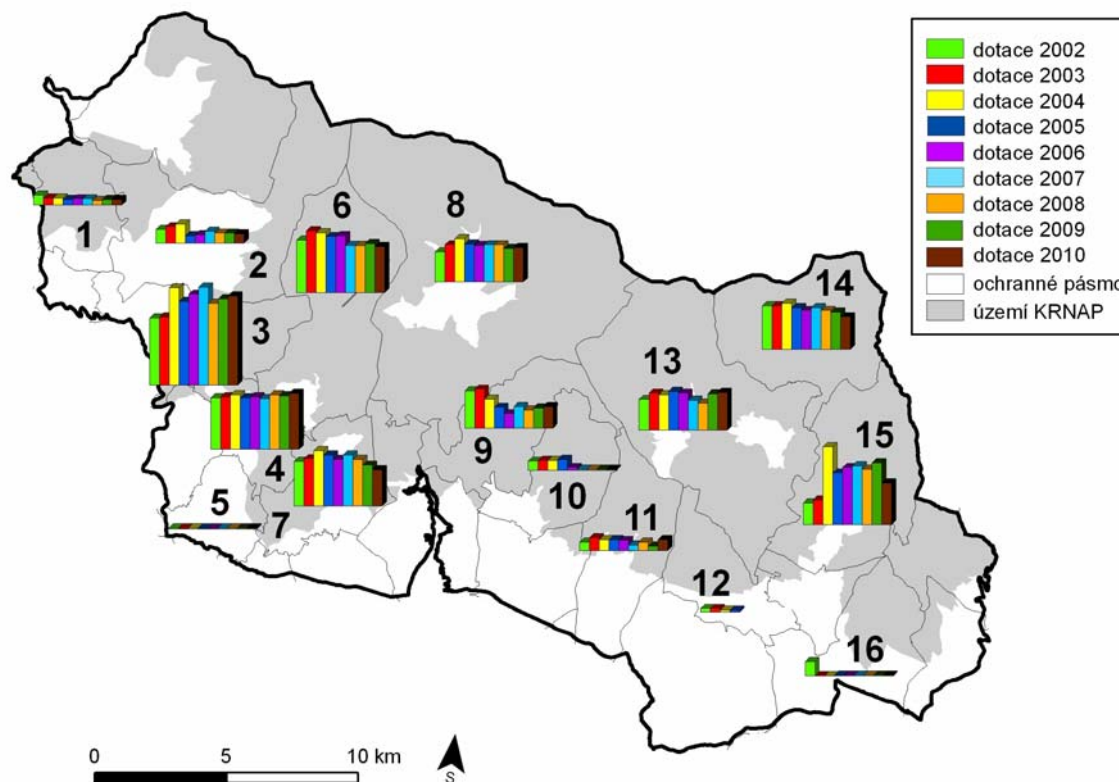 dotace 2002
dotace 2003
dotace 2004
dotace 2005
dotace 2006
dotace 2007
dotace 2008
dotace 2009
dotace 2010
ochranné pásmo
území KRNAP
1
2
3
4
5
6
7
8
9
10
11
12
13
14
15
16
0 5 10 km
S